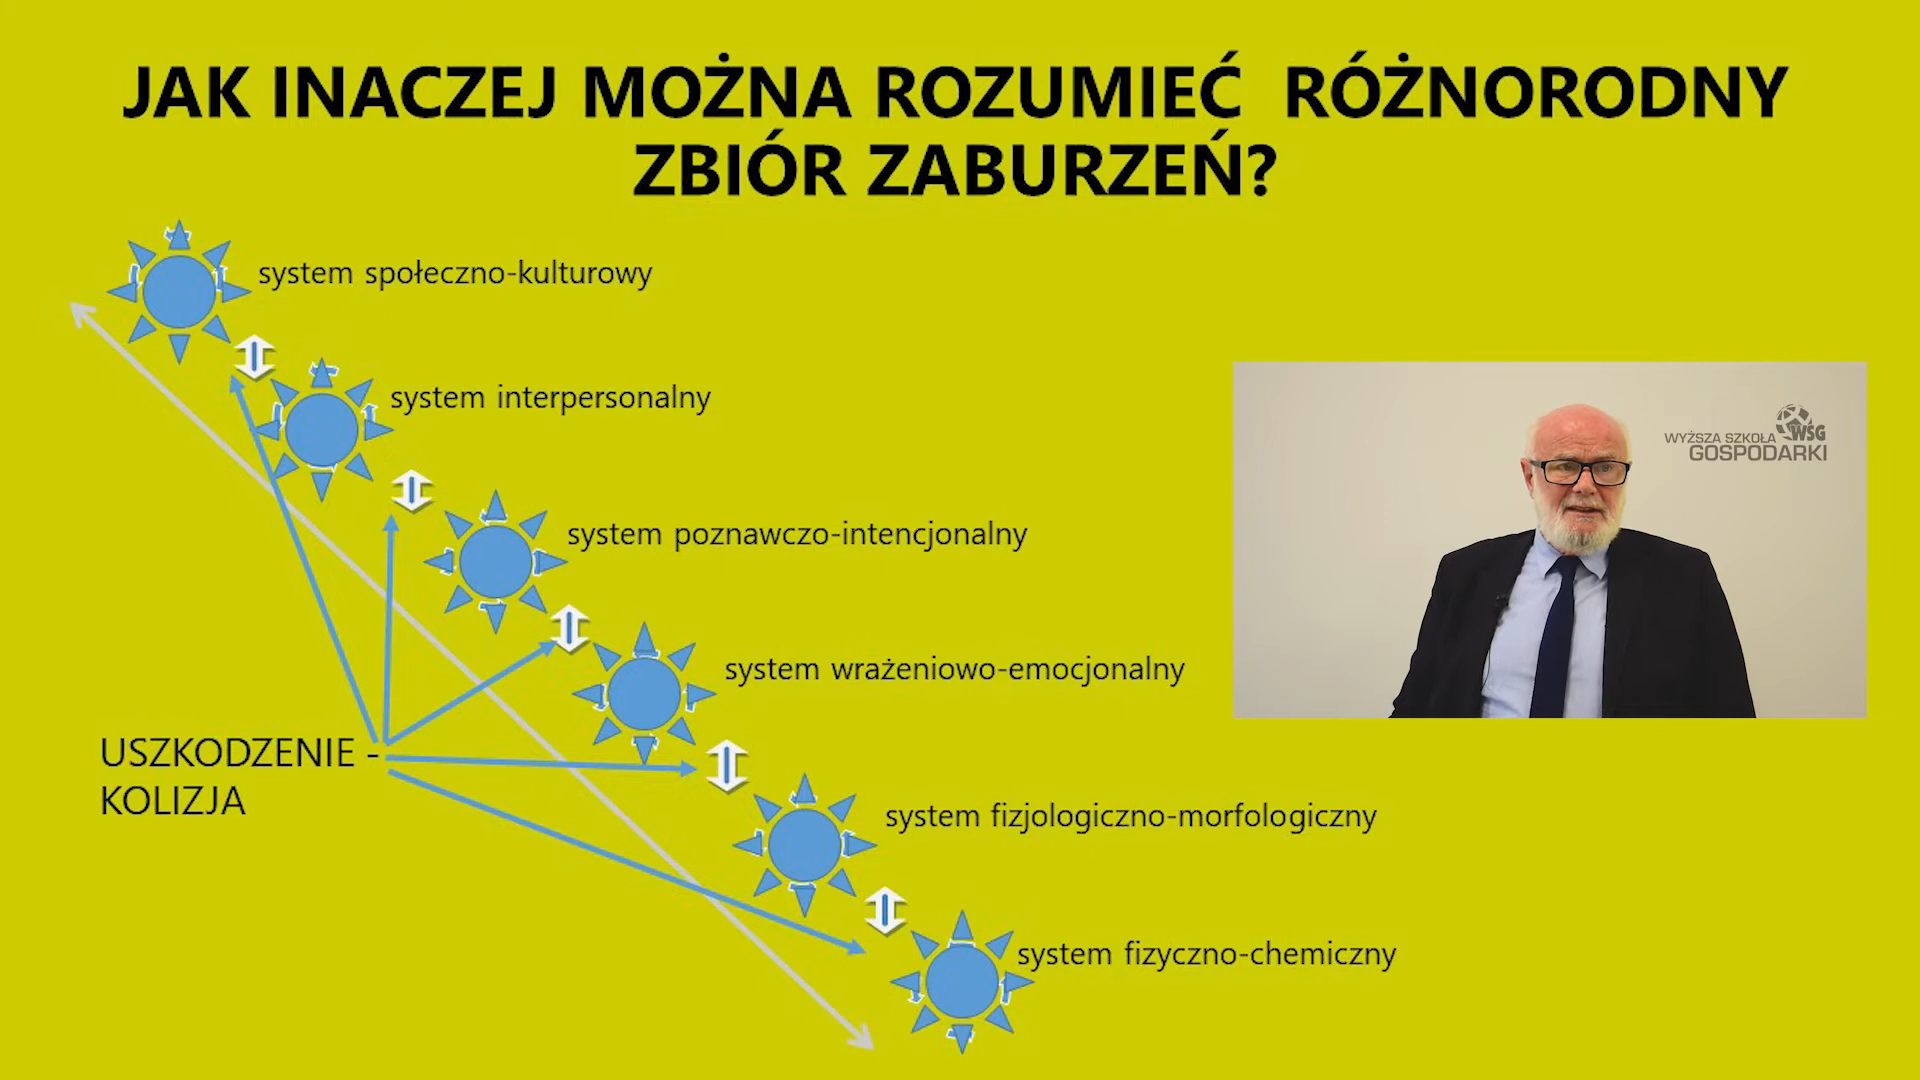 JAK INACZEJ MOŻNA ROZUMIEĆ RÓŻNORODNY
ZBIÓR ZABURZEŃ?
system społeczno-kulturowy
system interpersonalny
WYŻSZA SZKOŁA WSG
GOSPODARKI
system poznawczo-intencjonalny
system wrażeniowo-emocjonalny
USZKODZENIE -
KOLIZJA
system fizjologiczno-morfologiczny
system fizyczno-chemiczny